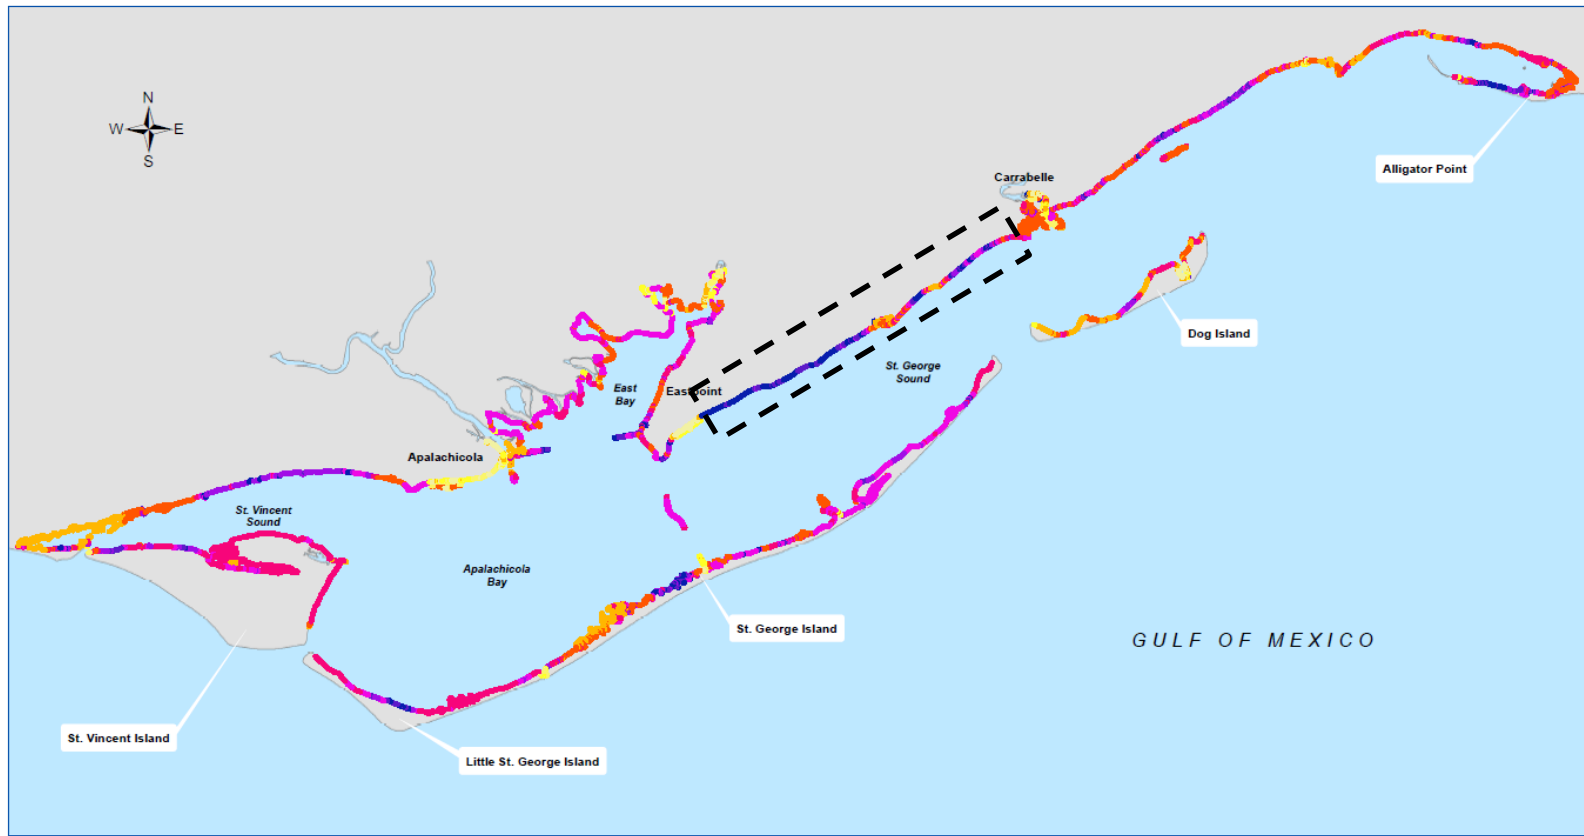 N
W E
S
Carrabelle
Alligator Point
Dog Island
St. George
Sound
East
Bay
Eastpoint
Apalachicola
St. Vincent
Sound
Apalachicola
Bay
St. George Island
GULF OF MEXICO
St. Vincent Island
Little St. George Island